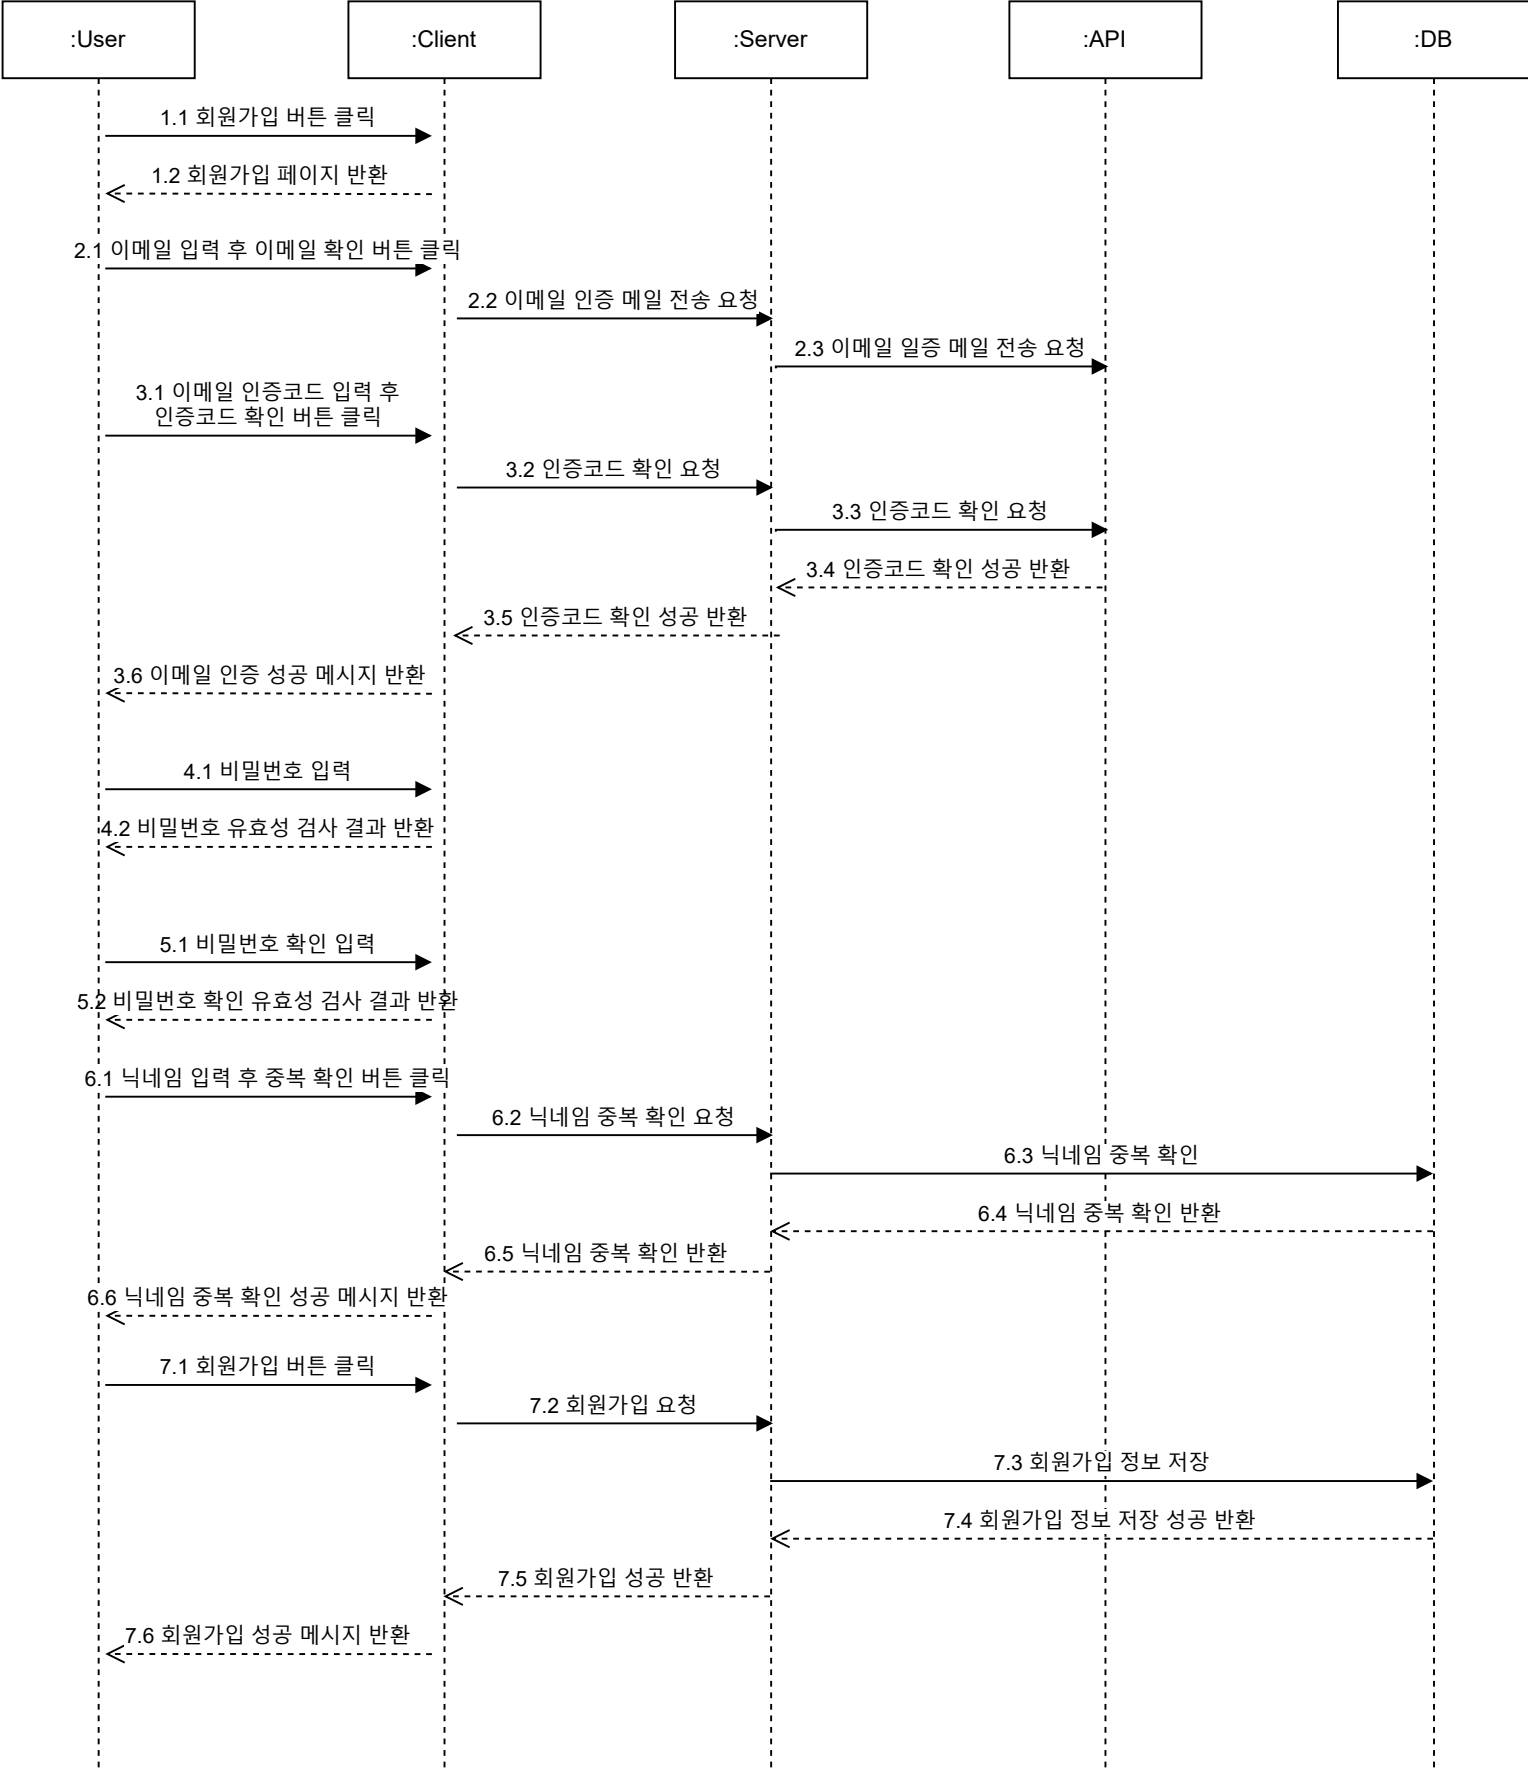 :User
:Client
:Server
:API
:DB
1.1 회원가입 버튼 클릭
1.2 회원가입 페이지 반환
2.1 이메일 입력 후 이메일 확인 버튼 클릭
2.2 이메일 인증 메일 전송 요청
2.3 이메일 일증 메일 전송 요청
3.1 이메일 인증코드 입력 후
인증코드 확인 버튼 클릭
3.2 인증코드 확인 요청
3.3 인증코드 확인 요청
3.4 인증코드 확인 성공 반환
3.5 인증코드 확인 성공 반환
3.6 이메일 인증 성공 메시지 반환
4.1 비밀번호 입력
4.2 비밀번호 유효성 검사 결과 반환
5.1 비밀번호 확인 입력
5.2 비밀번호 확인 유효성 검사 결과 반환
6.1 닉네임 입력 후 중복 확인 버튼 클릭
6.2 닉네임 중복 확인 요청
6.3 닉네임 중복 확인
6.4 닉네임 중복 확인 반환
6.5 닉네임 중복 확인 반환
6.6 닉네임 중복 확인 성공 메시지 반환
7.1 회원가입 버튼 클릭
7.2 회원가입 요청
7.3 회원가입 정보 저장
7.4 회원가입 정보 저장 성공 반환
7.5 회원가입 성공 반환
7.6 회원가입 성공 메시지 반환